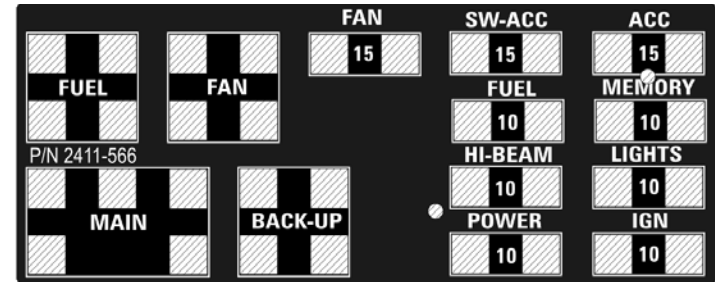 FAN SW-ACC ACC
15 15 15
FUEL FAN FUEL MEMORY
10 10
P/N 2411-566 HI-BEAM LIGHTS
10 10
MAIN BACK-UP POWER IGN
10 10